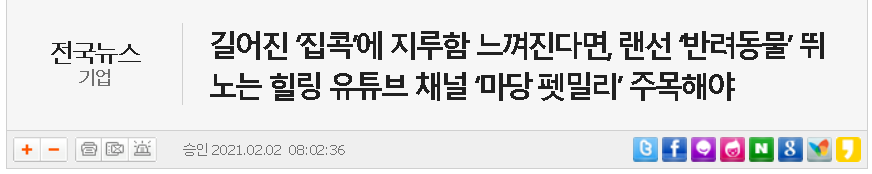 전국뉴스
기업
길어진 ‘집콕’에 지루함 느껴진다면, 랜선 ‘반려동물’ 뛰
노는 힐링 유튜브 채널 ‘마당 펫밀리’ 주목해야
승인 2021.02.02 08:02:36